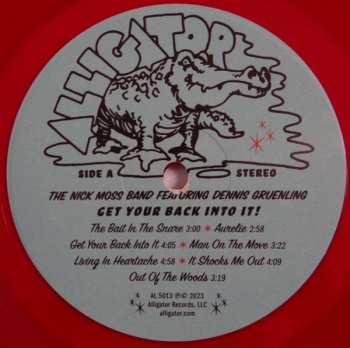 ALLIGATOR
SIDE A STEREO
THE NICK MOSS BAND FEATURING DENNIS GRUENLING
GET YOUR BACK INTO IT!
The Bait In The Snare 3:00 * Aurelie 2:58
Get Your Back Into It 4:05 * Man On The Move 3:22
Living In Heartache 4:58 * It Shocks Me Out 4:09
Out Of The Woods 3:19
AL 5013 ℗© 2023
Alligator Records, LLC
alligator.com